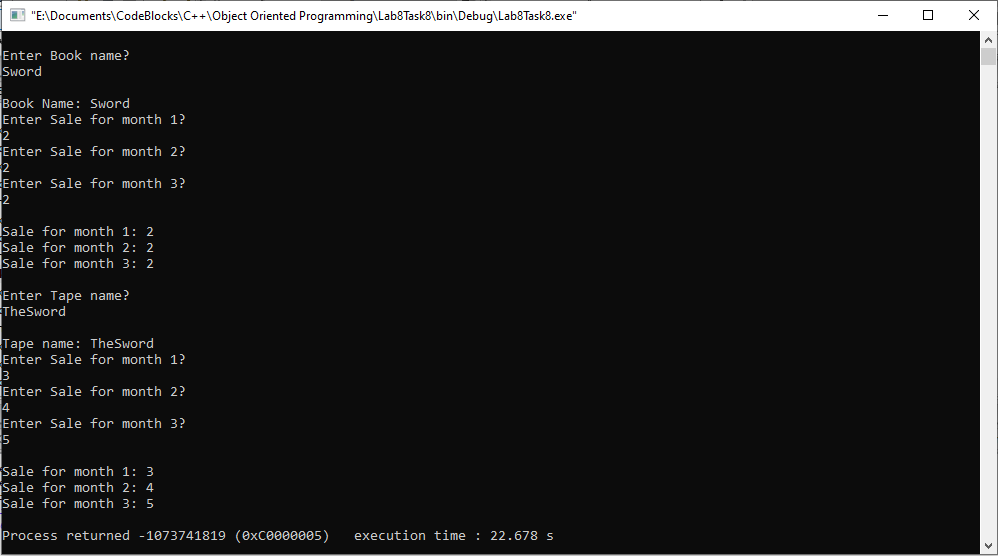 "E:\Documents\CodeBlocks\C++\Object Oriented Programming\Lab8Task8\bin\Debug\Lab8Task8.exe"
Enter Book name?
Sword
Book Name: Sword
Enter Sale for month 1?
2
Enter Sale for month 2?
2
Enter Sale for month 3?
2
Sale for month 1: 2
Sale for month 2: 2
Sale for month 3: 2
Enter Tape name?
TheSword
Tape name: TheSword
Enter Sale for month 1?
3
Enter Sale for month 2?
4
Enter Sale for month 3?
5
Sale for month 1: 3
Sale for month 2: 4
Sale for month 3: 5
Process returned -1073741819 (0xC0000005)   execution time : 22.678 s